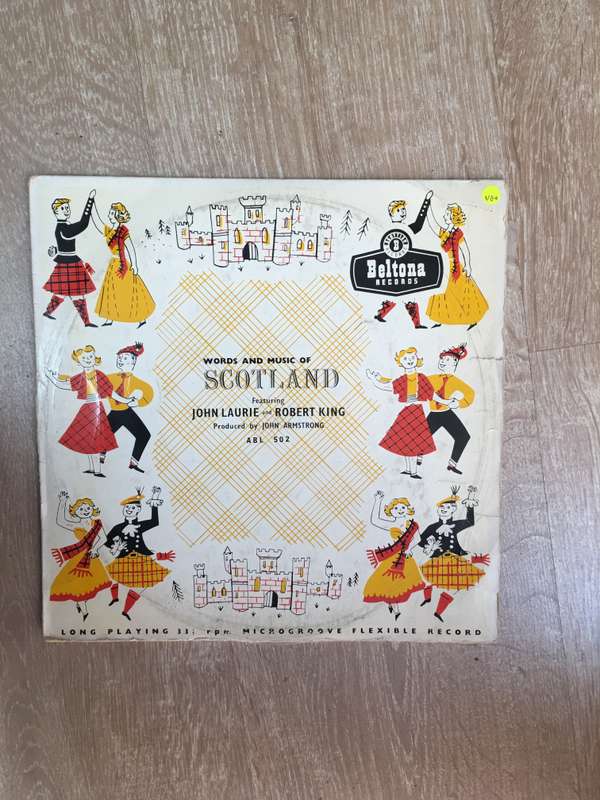 VG+
Beltona
RECORDS
WORDS AND MUSIC OF
SCOTLAND
Featuring
JOHN LAURIE and ROBERT KING
Produced by JOHN ARMSTRONG
ABL 502
LONG PLAYING 33⅓ r.p.m. MICROGROOVE FLEXIBLE RECORD